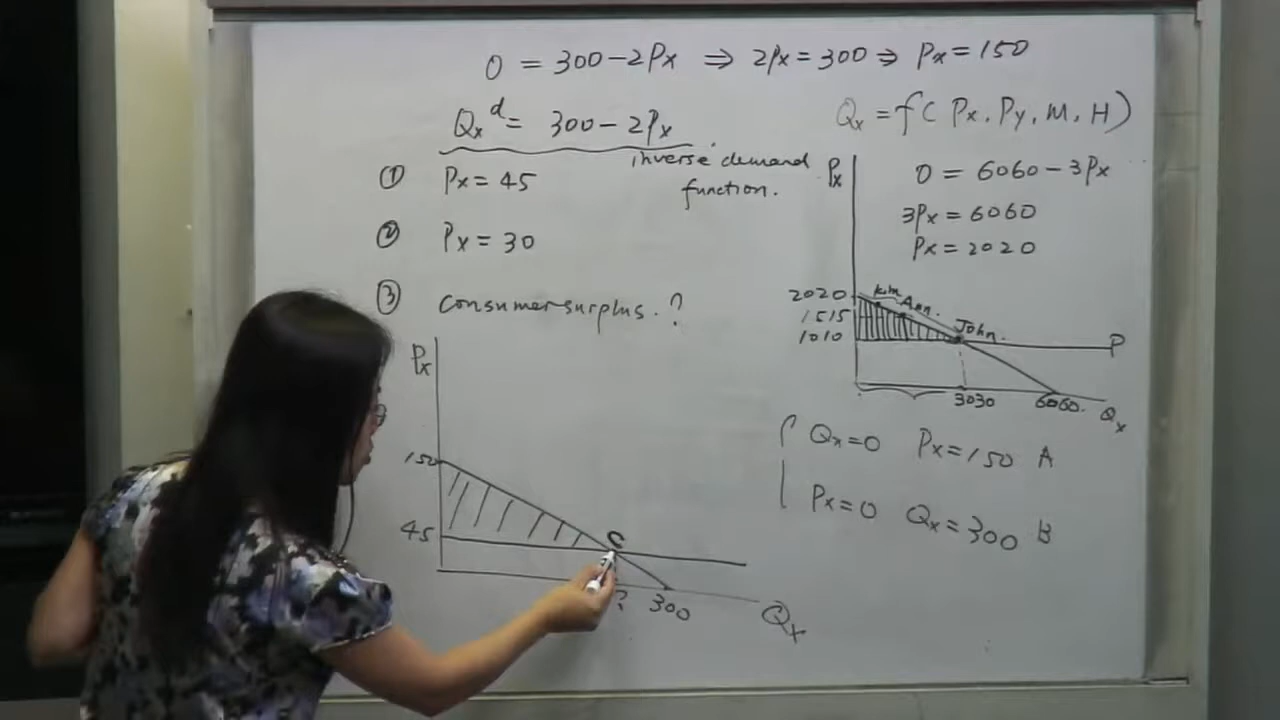 0 = 300 - 2Px ⇒ 2Px = 300 ⇒ Px = 150
Qx^d = 300 - 2Px
inverse demand
function.
① Px = 45
② Px = 30
③ Consumer surplus. ?
Px
150
45
C
?
300
Qx
Qx = f( Px, Py, M, H)
Px
0 = 6060 - 3Px
3Px = 6060
Px = 2020
2020
1515
1010
Kim
Ann.
John.
P
3030
6060.
Qx
Qx = 0 Px = 150 A
Px = 0 Qx = 300 B